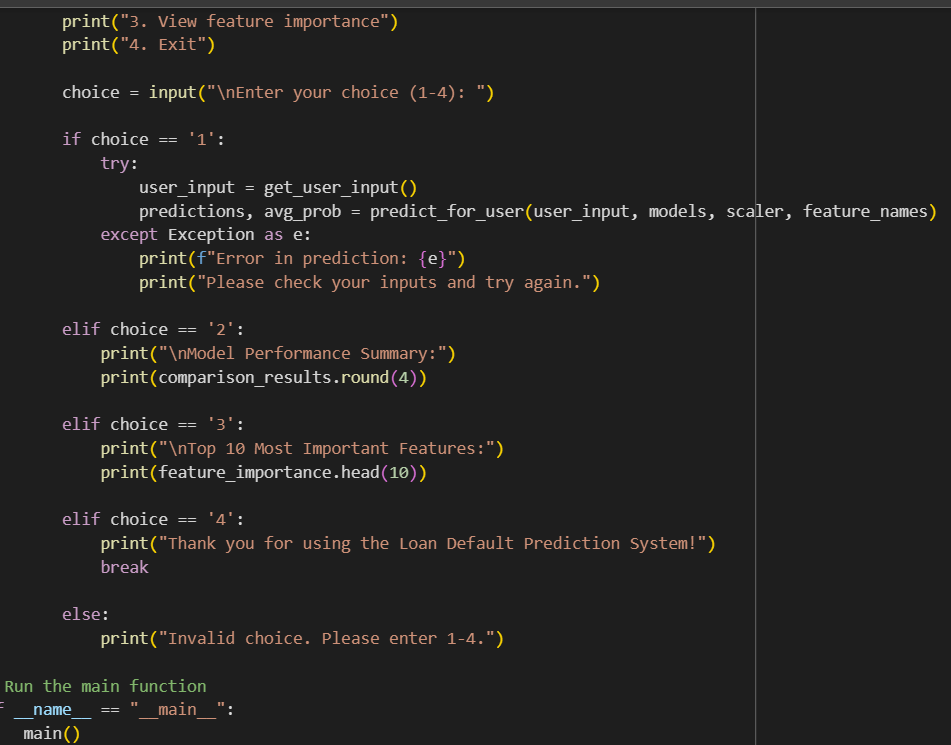 print("3. View feature importance")
print("4. Exit")
choice = input("\nEnter your choice (1-4): ")
if choice == '1':
try:
user_input = get_user_input()
predictions, avg_prob = predict_for_user(user_input, models, scaler, feature_names)
except Exception as e:
print(f"Error in prediction: {e}")
print("Please check your inputs and try again.")
elif choice == '2':
print("\nModel Performance Summary:")
print(comparison_results.round(4))
elif choice == '3':
print("\nTop 10 Most Important Features:")
print(feature_importance.head(10))
elif choice == '4':
print("Thank you for using the Loan Default Prediction System!")
break
else:
print("Invalid choice. Please enter 1-4.")
Run the main function
__name__ == "__main__":
main()